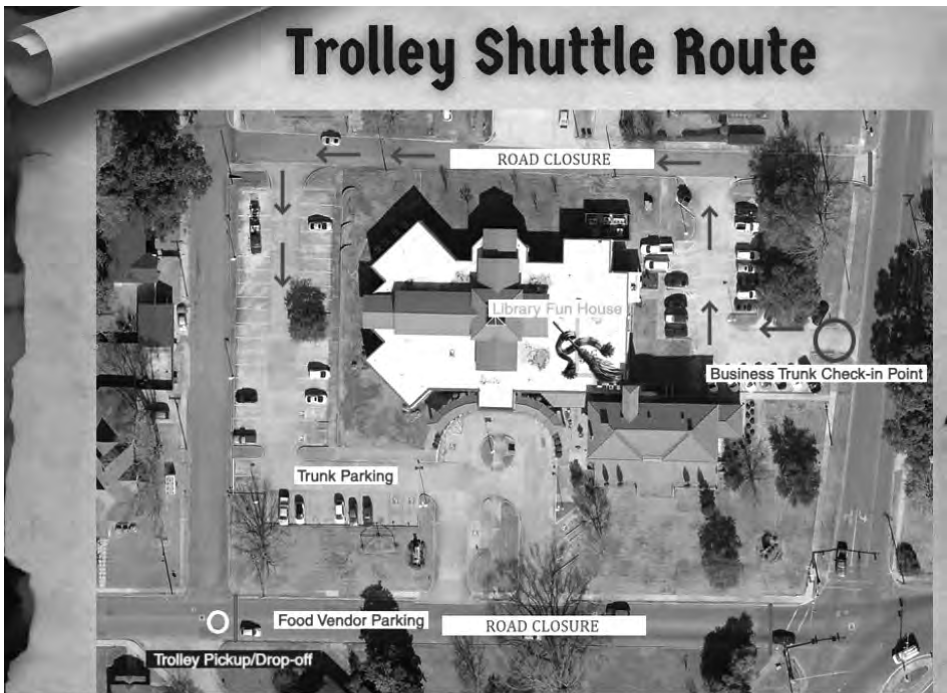 Trolley Shuttle Route
ROAD CLOSURE
Library Fun House
Business Trunk Check-in Point
Trunk Parking
Food Vendor Parking
ROAD CLOSURE
Trolley Pickup/Drop-off